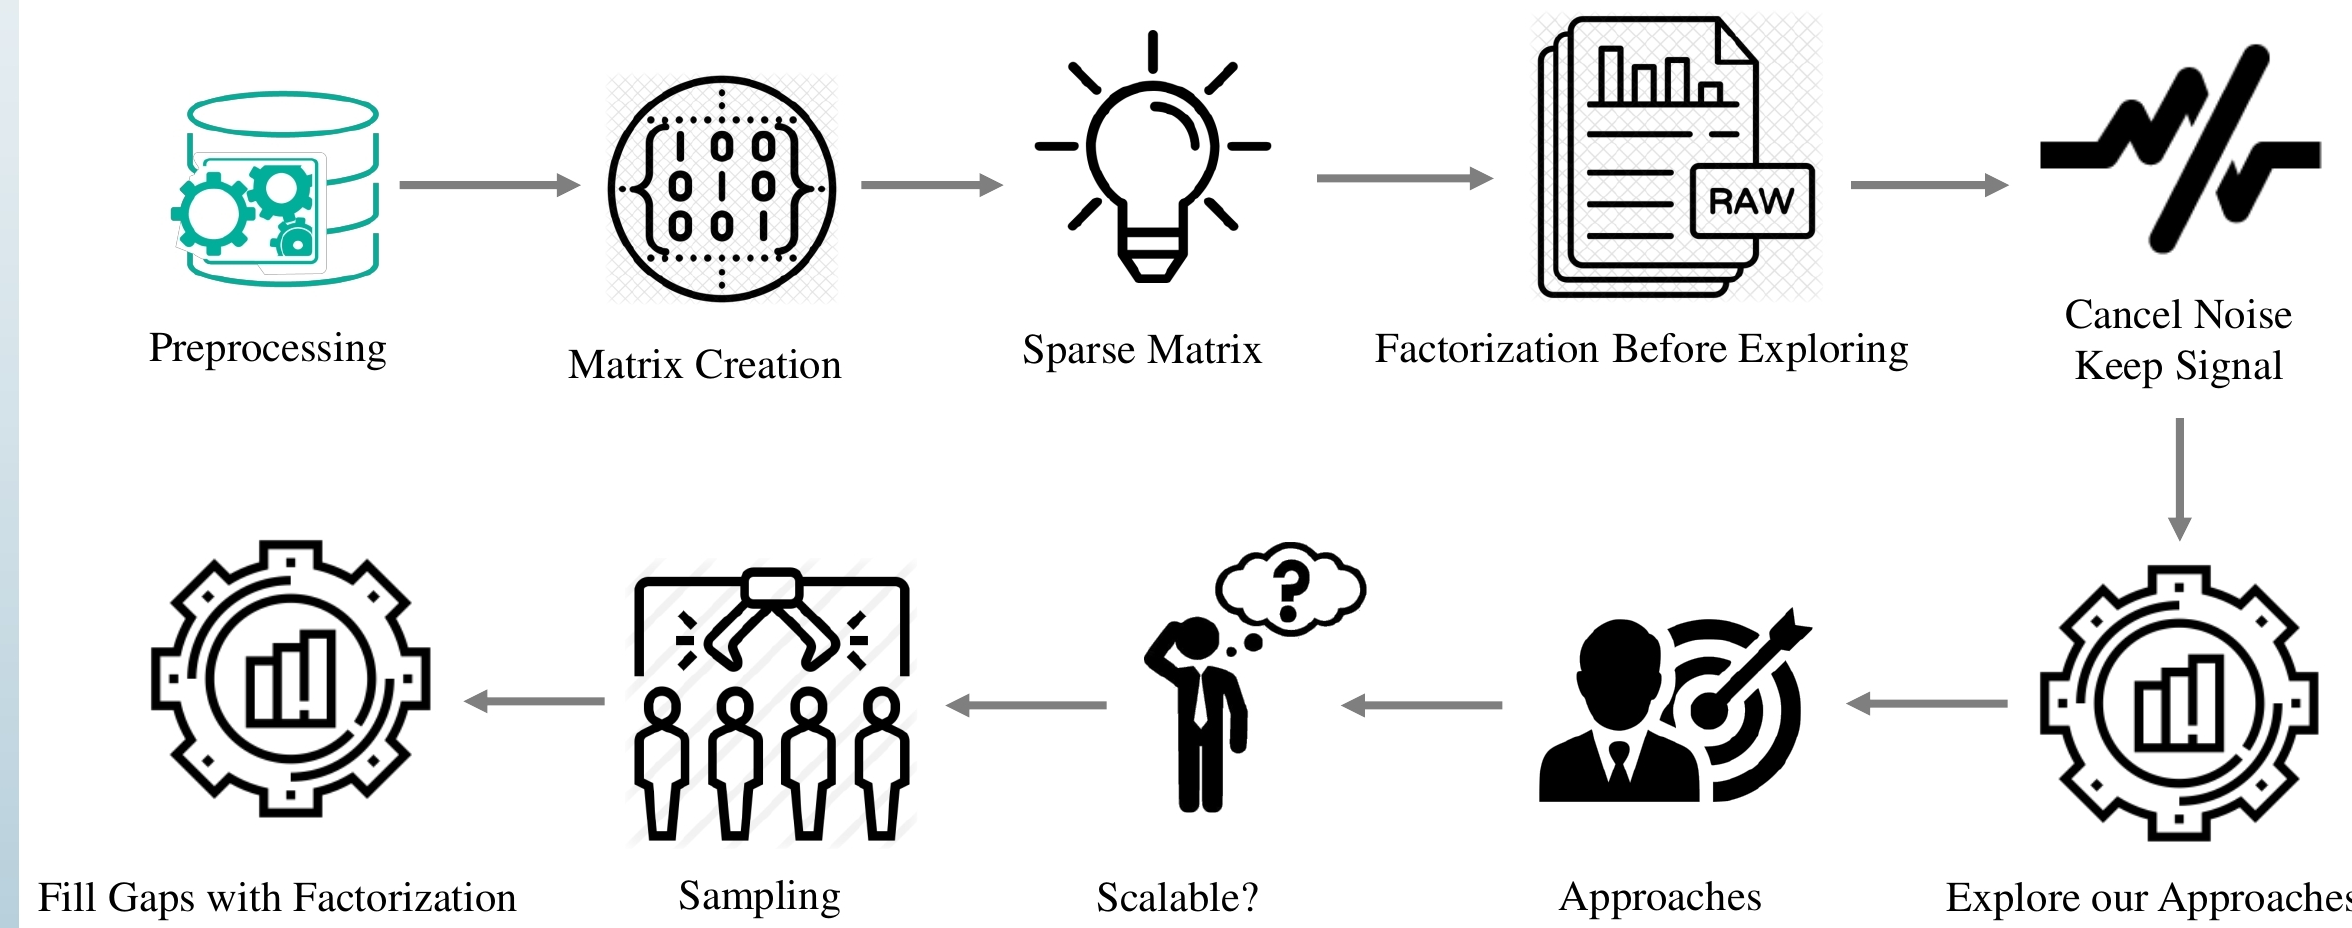 1 0 0
0 1 0
0 0 1
RAW
Preprocessing
Matrix Creation
Sparse Matrix
Factorization Before Exploring
Cancel Noise
Keep Signal
?
Explore our Approaches
Approaches
Scalable?
Sampling
Fill Gaps with Factorization